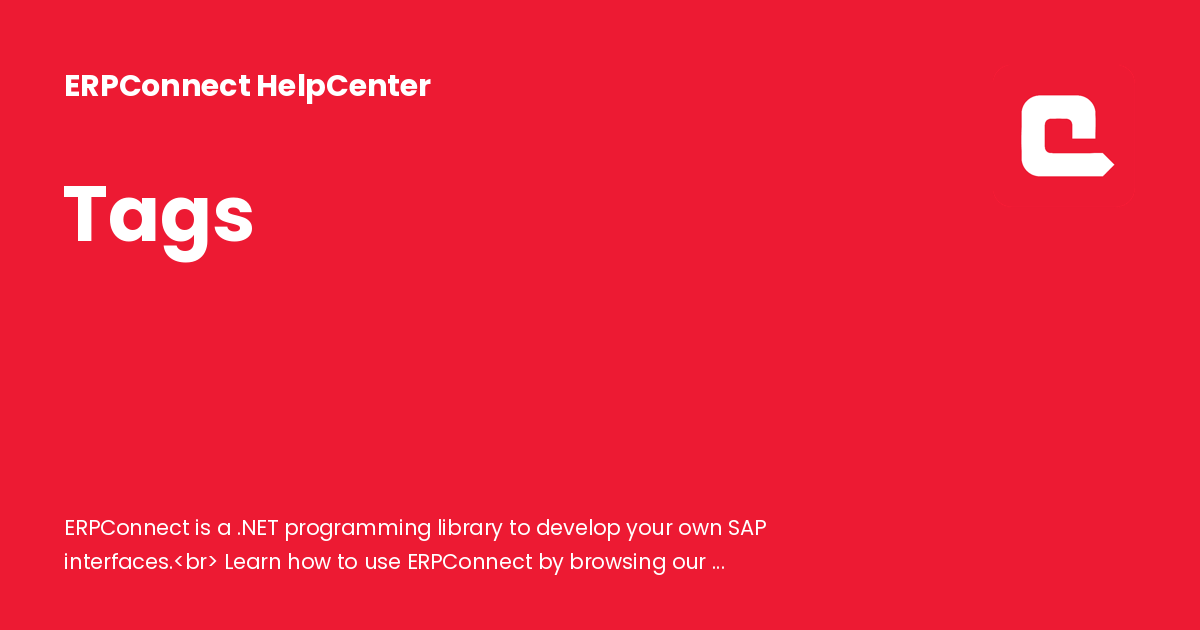 ERPConnect HelpCenter
Tags
ERPConnect is a .NET programming library to develop your own SAP
interfaces.<br> Learn how to use ERPConnect by browsing our ...